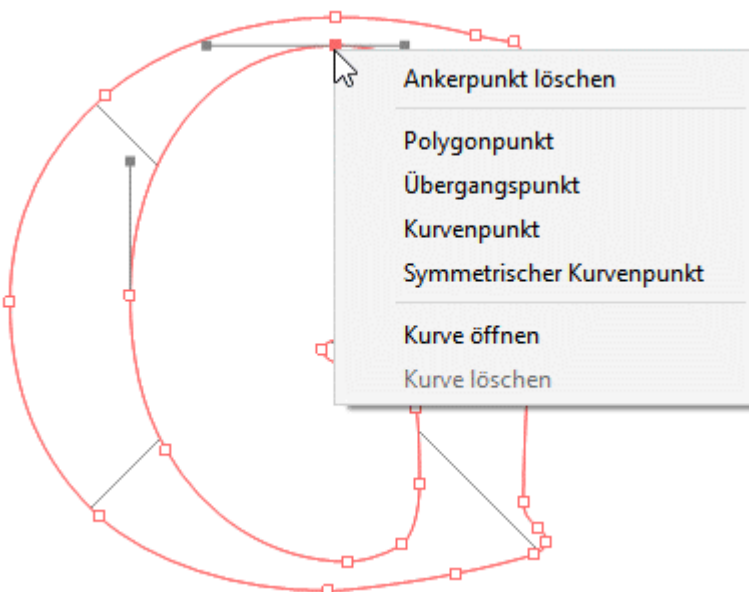 Ankerpunkt löschen
Polygonpunkt
Übergangspunkt
Kurvenpunkt
Symmetrischer Kurvenpunkt
Kurve öffnen
Kurve löschen